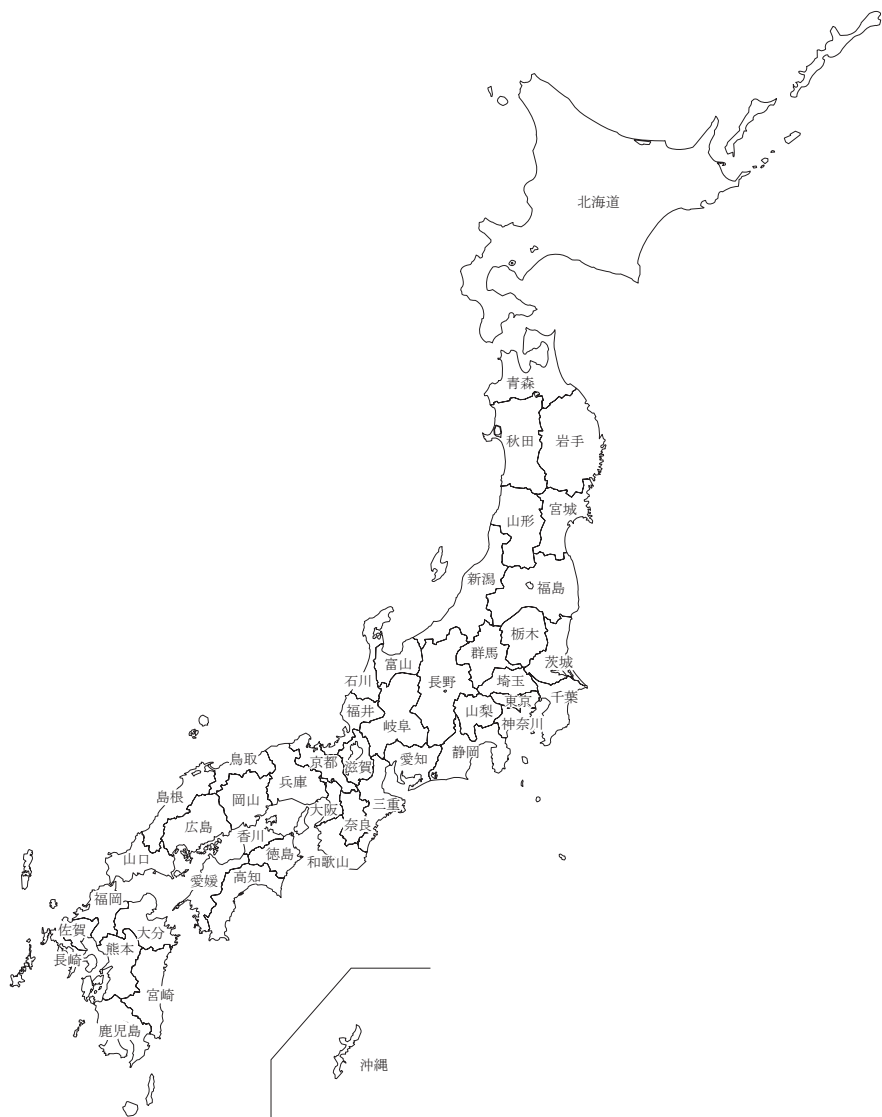 北海道
青森
秋田
岩手
山形
宮城
新潟
福島
栃木
群馬
茨城
富山
石川
長野
埼玉
東京
千葉
福井
岐阜
山梨
神奈川
静岡
愛知
鳥取
京都
滋賀
兵庫
島根
岡山
大阪
三重
広島
奈良
香川
徳島
和歌山
山口
愛媛
高知
福岡
佐賀
大分
長崎
熊本
宮崎
鹿児島
沖縄